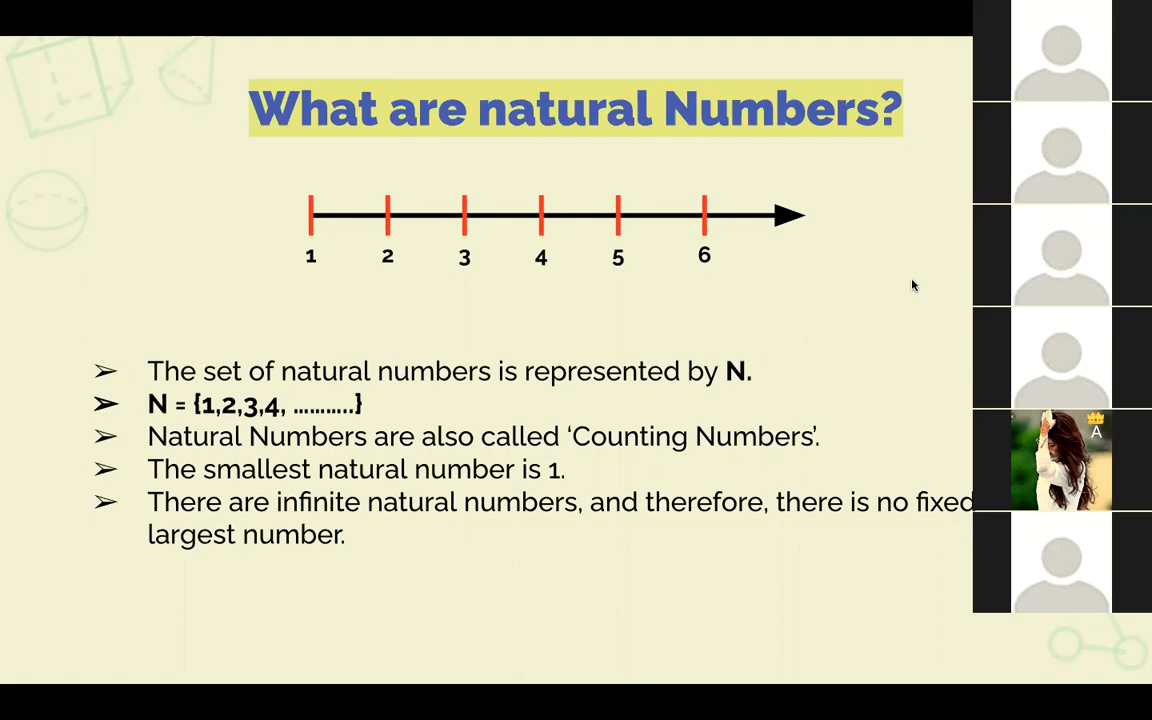 What are natural Numbers?
1 2 3 4 5 6
➢ The set of natural numbers is represented by N.
➢ N = {1,2,3,4, ………..}
➢ Natural Numbers are also called ‘Counting Numbers’.
➢ The smallest natural number is 1.
➢ There are infinite natural numbers, and therefore, there is no fixed
largest number.
A